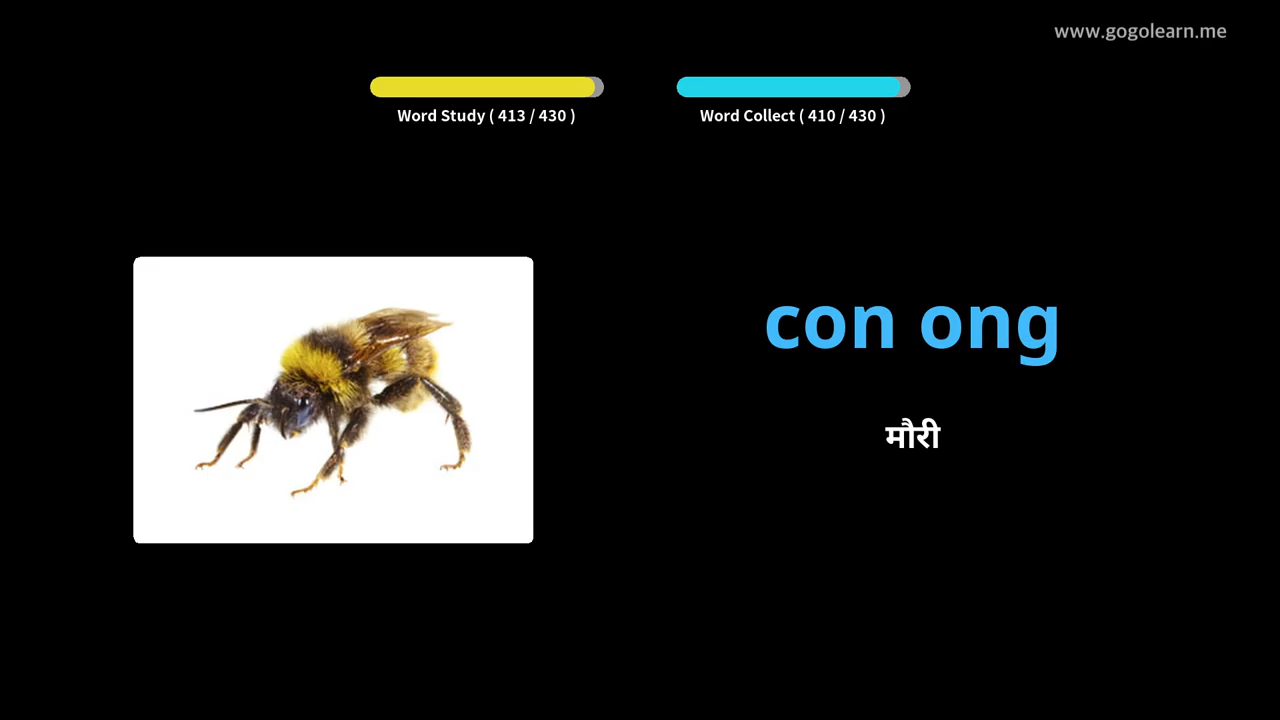 www.gogolearn.me
Word Study ( 413 / 430 )
Word Collect ( 410 / 430 )
con ong
मौरी